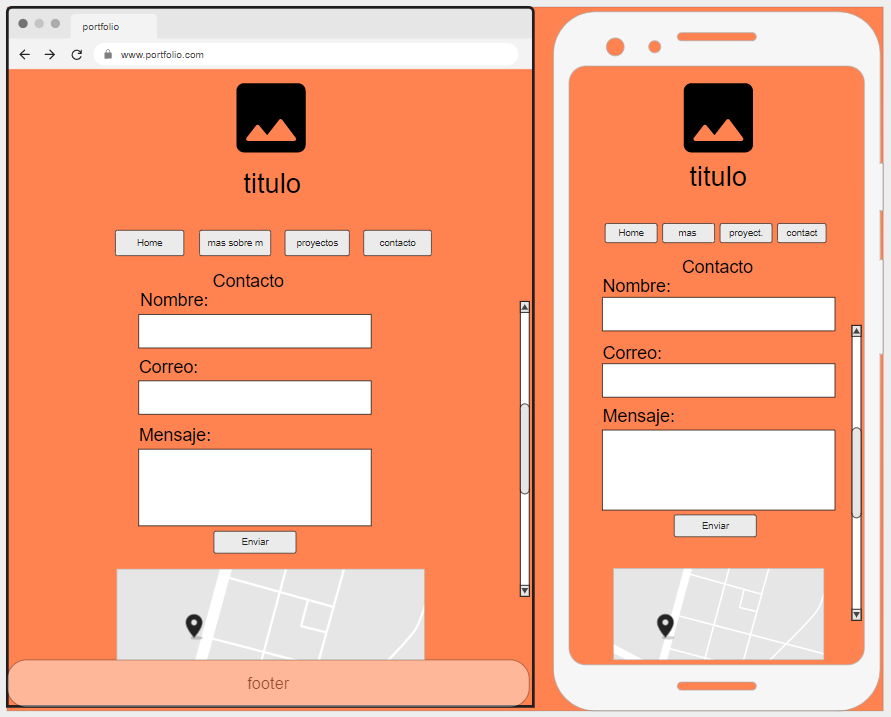 portfolio
www.portfolio.com
titulo
Home
mas sobre m
proyectos
contacto
Contacto
Nombre:
Correo:
Mensaje:
Enviar
footer
titulo
Home
mas
proyect.
contact
Contacto
Nombre:
Correo:
Mensaje:
Enviar